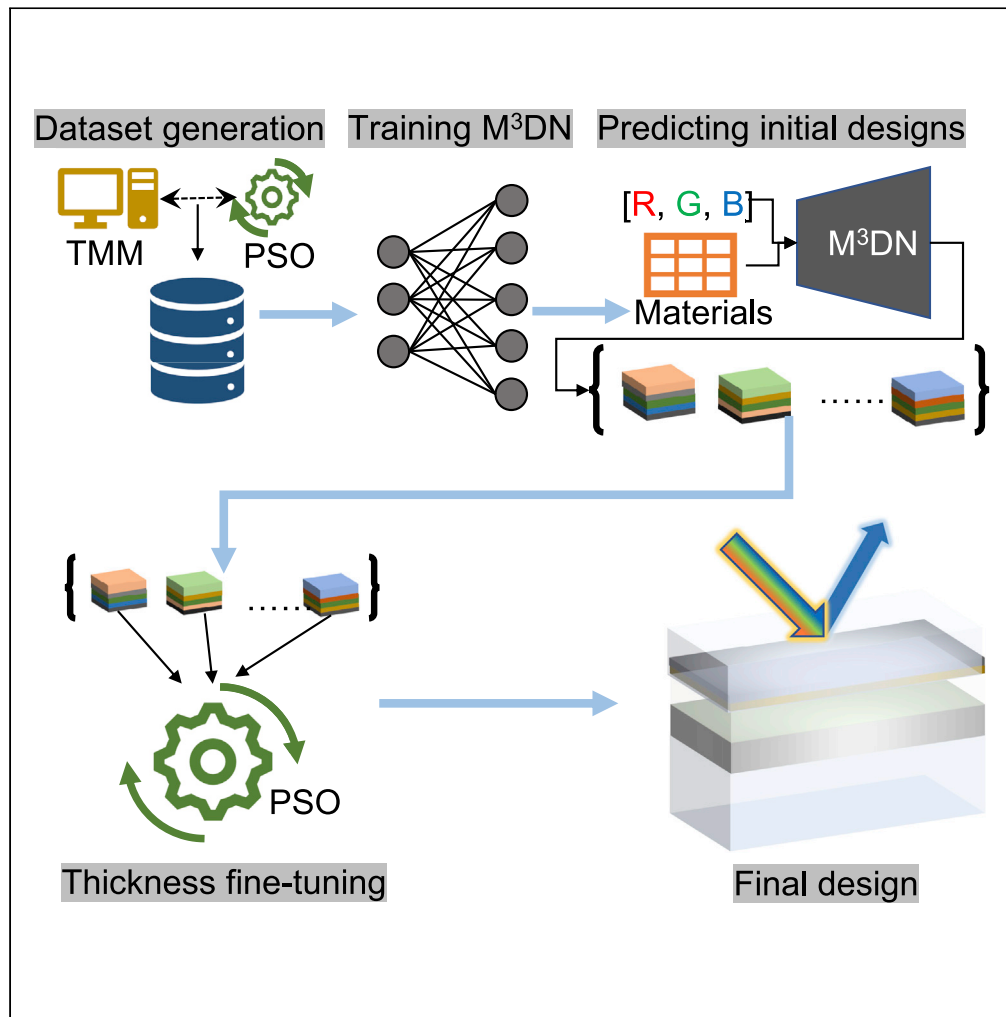 Dataset generation
Training M³DN
Predicting initial designs
TMM
PSO
[R, G, B]
Materials
M³DN
{ ...... }
{ ...... }
PSO
Thickness fine-tuning
Final design